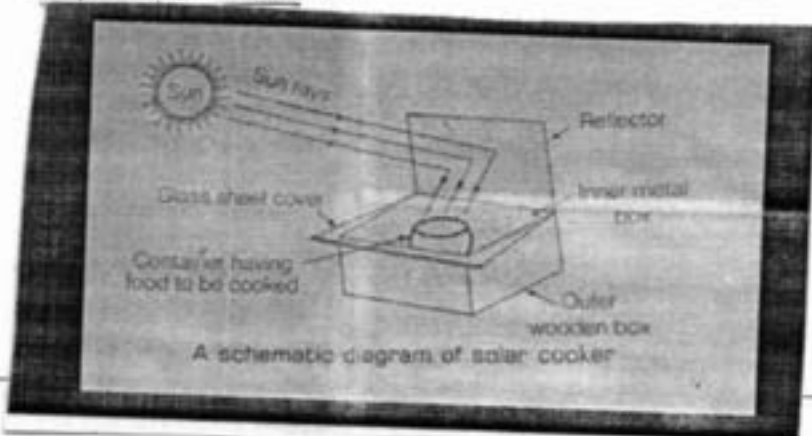 Sun
Sun rays
Reflector
Glass sheet cover
Inner metal
box
Container having
food to be cooked
Outer
wooden box
A schematic diagram of solar cooker